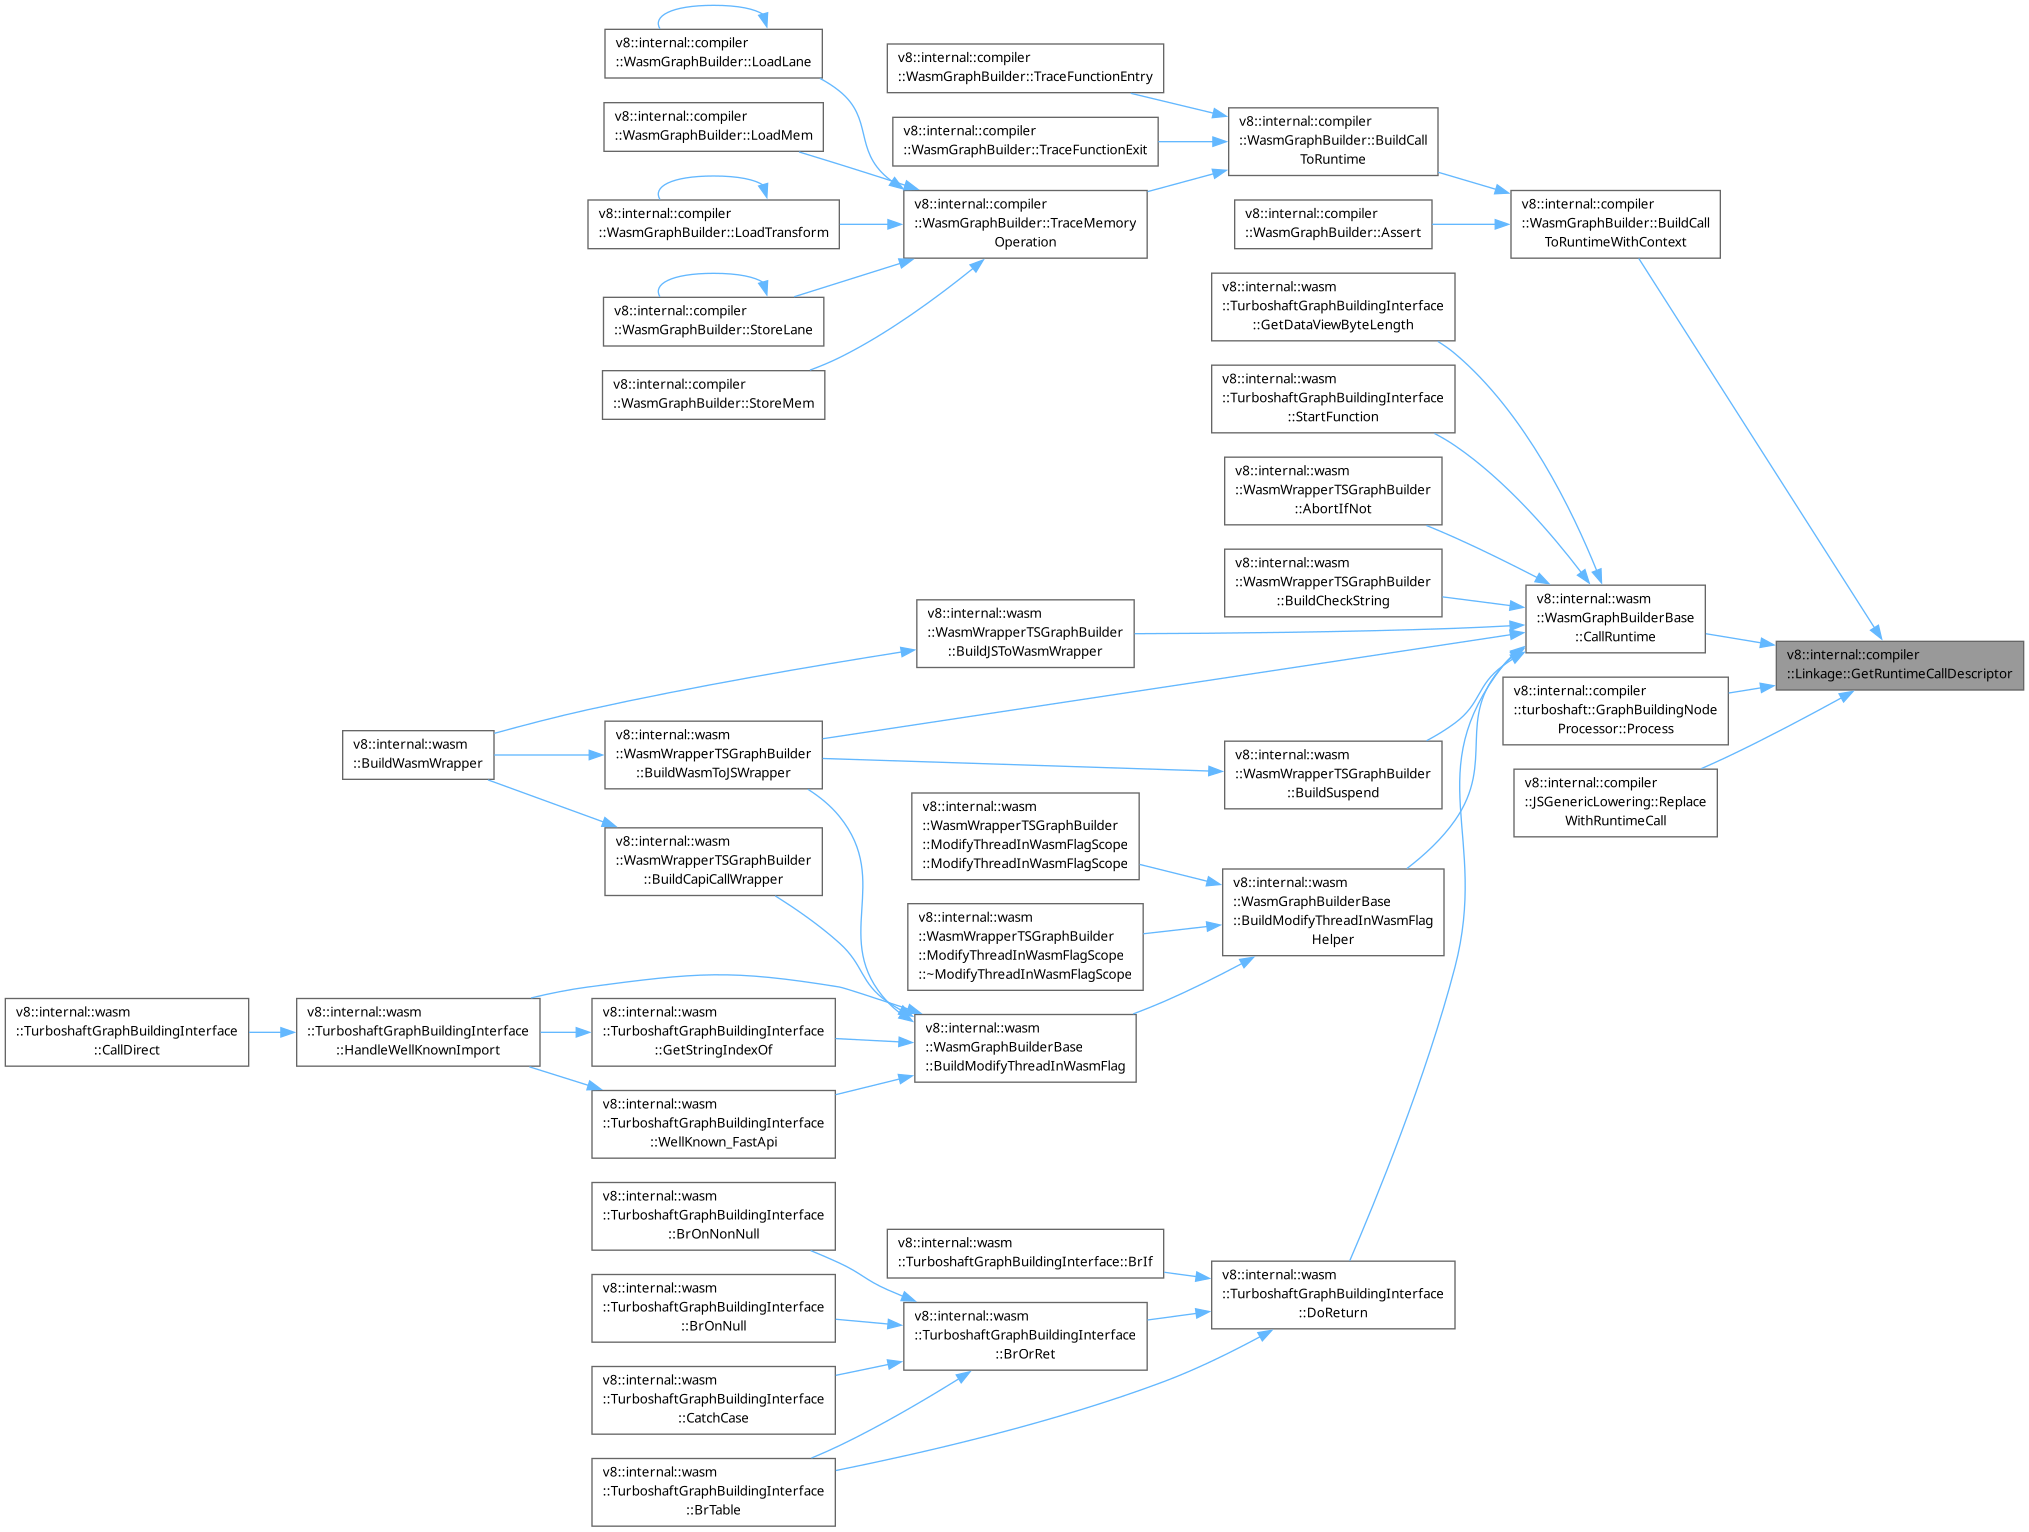 v8::internal::compiler
::WasmGraphBuilder::LoadLane
v8::internal::compiler
::WasmGraphBuilder::LoadMem
v8::internal::compiler
::WasmGraphBuilder::LoadTransform
v8::internal::compiler
::WasmGraphBuilder::StoreLane
v8::internal::compiler
::WasmGraphBuilder::StoreMem
v8::internal::compiler
::WasmGraphBuilder::TraceFunctionEntry
v8::internal::compiler
::WasmGraphBuilder::TraceFunctionExit
v8::internal::compiler
::WasmGraphBuilder::TraceMemory
Operation
v8::internal::compiler
::WasmGraphBuilder::BuildCall
ToRuntime
v8::internal::compiler
::WasmGraphBuilder::Assert
v8::internal::compiler
::WasmGraphBuilder::BuildCall
ToRuntimeWithContext
v8::internal::wasm
::TurboshaftGraphBuildingInterface
::GetDataViewByteLength
v8::internal::wasm
::TurboshaftGraphBuildingInterface
::StartFunction
v8::internal::wasm
::WasmWrapperTSGraphBuilder
::AbortIfNot
v8::internal::wasm
::WasmWrapperTSGraphBuilder
::BuildCheckString
v8::internal::wasm
::WasmGraphBuilderBase
::CallRuntime
v8::internal::compiler
::Linkage::GetRuntimeCallDescriptor
v8::internal::compiler
::turboshaft::GraphBuildingNode
Processor::Process
v8::internal::compiler
::JSGenericLowering::Replace
WithRuntimeCall
v8::internal::wasm
::WasmWrapperTSGraphBuilder
::BuildJSToWasmWrapper
v8::internal::wasm
::BuildWasmWrapper
v8::internal::wasm
::WasmWrapperTSGraphBuilder
::BuildWasmToJSWrapper
v8::internal::wasm
::WasmWrapperTSGraphBuilder
::BuildSuspend
v8::internal::wasm
::WasmWrapperTSGraphBuilder
::BuildCapiCallWrapper
v8::internal::wasm
::WasmWrapperTSGraphBuilder
::ModifyThreadInWasmFlagScope
::ModifyThreadInWasmFlagScope
v8::internal::wasm
::WasmWrapperTSGraphBuilder
::ModifyThreadInWasmFlagScope
::~ModifyThreadInWasmFlagScope
v8::internal::wasm
::WasmGraphBuilderBase
::BuildModifyThreadInWasmFlag
Helper
v8::internal::wasm
::TurboshaftGraphBuildingInterface
::CallDirect
v8::internal::wasm
::TurboshaftGraphBuildingInterface
::HandleWellKnownImport
v8::internal::wasm
::TurboshaftGraphBuildingInterface
::GetStringIndexOf
v8::internal::wasm
::WasmGraphBuilderBase
::BuildModifyThreadInWasmFlag
v8::internal::wasm
::TurboshaftGraphBuildingInterface
::WellKnown_FastApi
v8::internal::wasm
::TurboshaftGraphBuildingInterface
::BrOnNonNull
v8::internal::wasm
::TurboshaftGraphBuildingInterface
::BrOnNull
v8::internal::wasm
::TurboshaftGraphBuildingInterface
::CatchCase
v8::internal::wasm
::TurboshaftGraphBuildingInterface
::BrTable
v8::internal::wasm
::TurboshaftGraphBuildingInterface::BrIf
v8::internal::wasm
::TurboshaftGraphBuildingInterface
::BrOrRet
v8::internal::wasm
::TurboshaftGraphBuildingInterface
::DoReturn